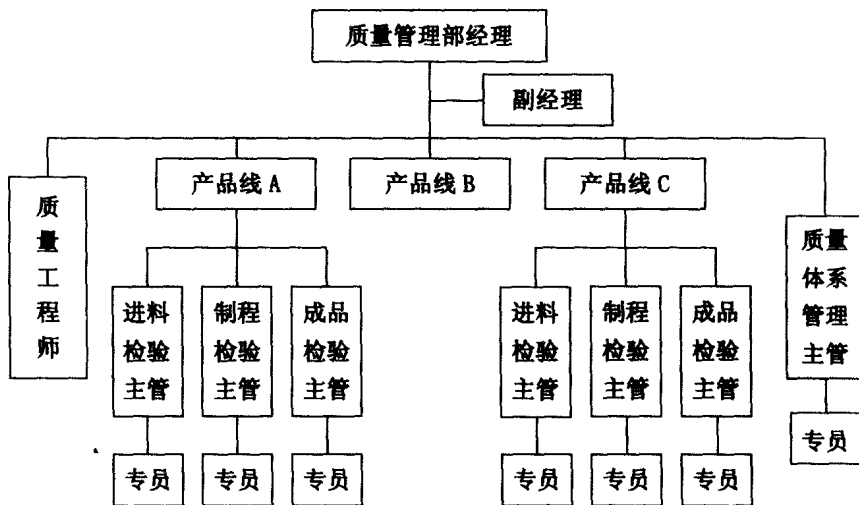 质量管理部经理
副经理
产品线 A
产品线 B
产品线 C
质
量
工
程
师
质量
体系
管理
主管
进料
检验
主管
制程
检验
主管
成品
检验
主管
进料
检验
主管
制程
检验
主管
成品
检验
主管
专员
专员
专员
专员
专员
专员
专员